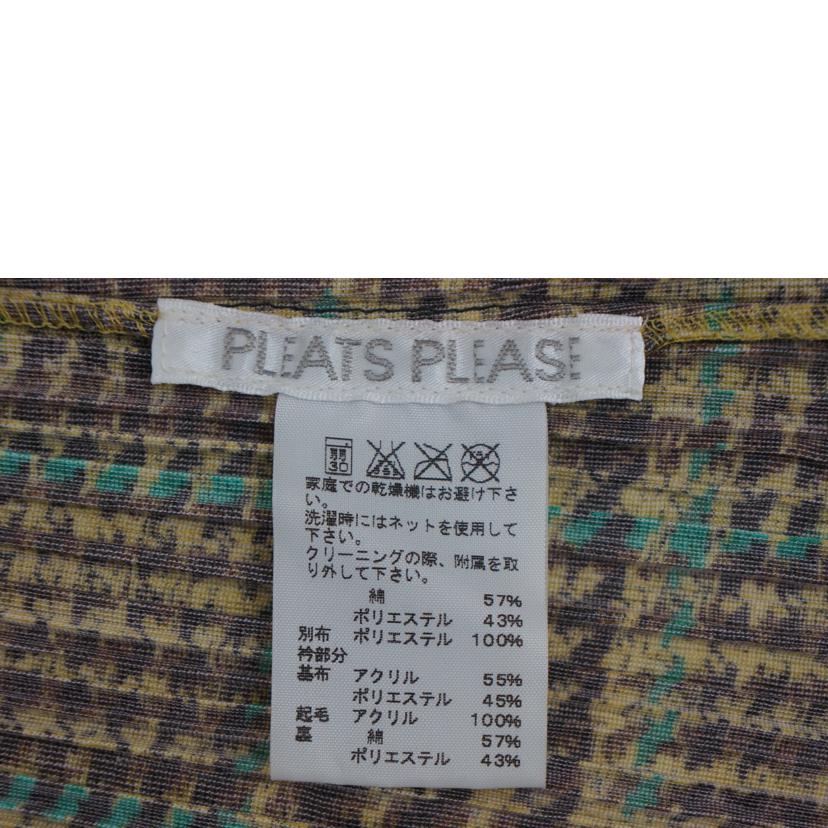 PLEATS PLEASE
弱
30
家庭での乾燥機はお避け下さ
い。
洗濯時にはネットを使用して
下さい。
クリーニングの際、附属を取
り外して下さい。
綿 57%
ポリエステル 43%
別布 ポリエステル 100%
衿部分
基布 アクリル 55%
ポリエステル 45%
起毛 アクリル 100%
裏 綿 57%
ポリエステル 43%